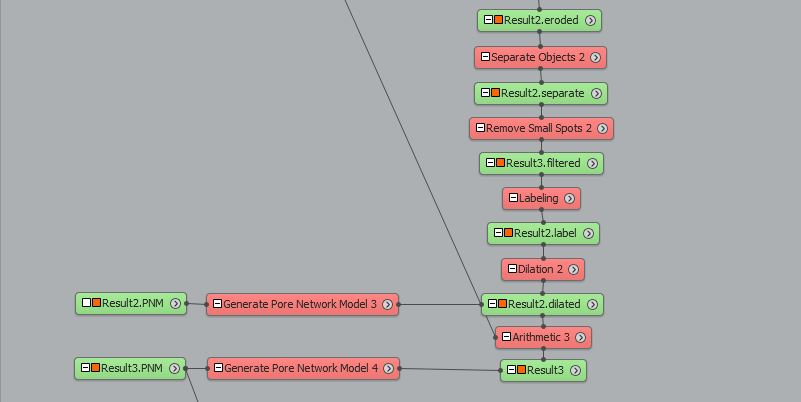 Result2.eroded
Separate Objects 2
Result2.separate
Remove Small Spots 2
Result3.filtered
Labeling
Result2.label
Dilation 2
Result2.PNM
Generate Pore Network Model 3
Result2.dilated
Arithmetic 3
Result3.PNM
Generate Pore Network Model 4
Result3